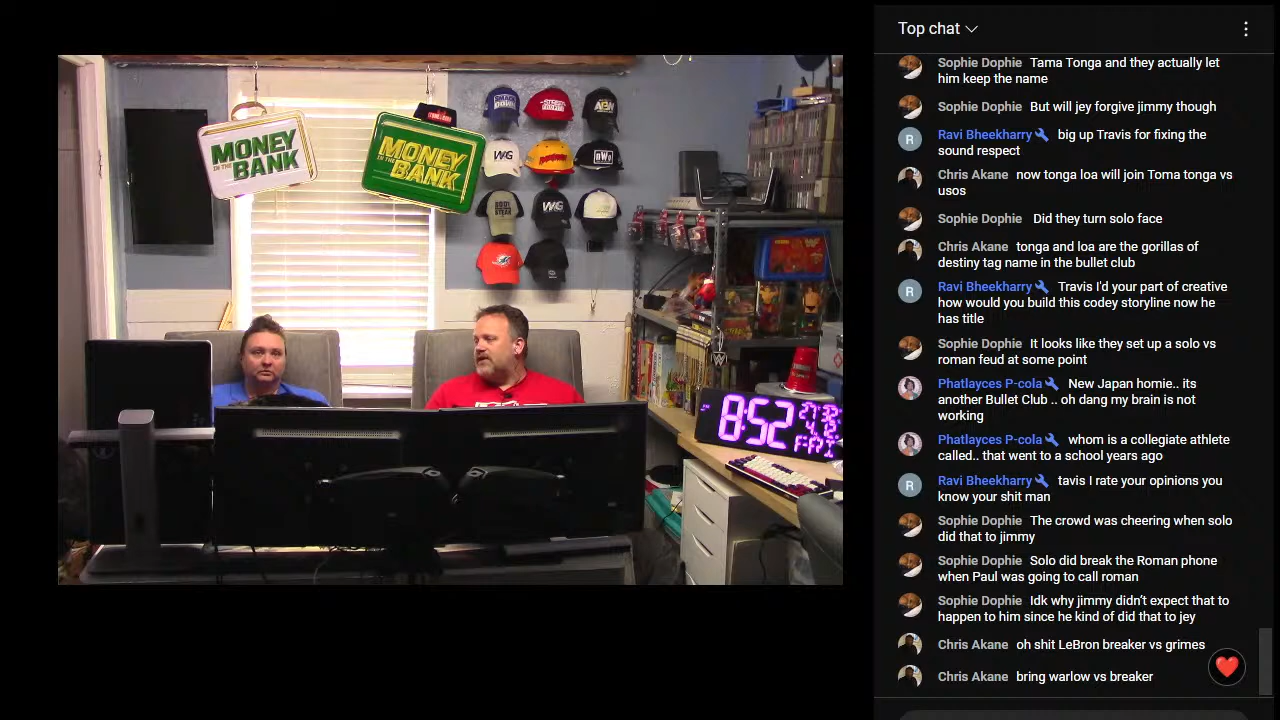 Top chat
Sophie Dophie Tama Tonga and they actually let
him keep the name
Sophie Dophie But will jey forgive jimmy though
R
Ravi Bheekharry big up Travis for fixing the
sound respect
Chris Akane now tonga loa will join Toma tonga vs
usos
Sophie Dophie Did they turn solo face
Chris Akane tonga and loa are the gorillas of
destiny tag name in the bullet club
R
Ravi Bheekharry Travis I'd your part of creative
how would you build this codey storyline now he
has title
Sophie Dophie It looks like they set up a solo vs
roman feud at some point
Phatlayces P-cola New Japan homie.. its
another Bullet Club .. oh dang my brain is not
working
Phatlayces P-cola whom is a collegiate athlete
called.. that went to a school years ago
R
Ravi Bheekharry tavis I rate your opinions you
know your shit man
Sophie Dophie The crowd was cheering when solo
did that to jimmy
Sophie Dophie Solo did break the Roman phone
when Paul was going to call roman
Sophie Dophie Idk why jimmy didn't expect that to
happen to him since he kind of did that to jey
Chris Akane oh shit LeBron breaker vs grimes
Chris Akane bring warlow vs breaker
MONEY
IN THE BANK
MONEY
IN THE BANK
nWo
8:52
FRI